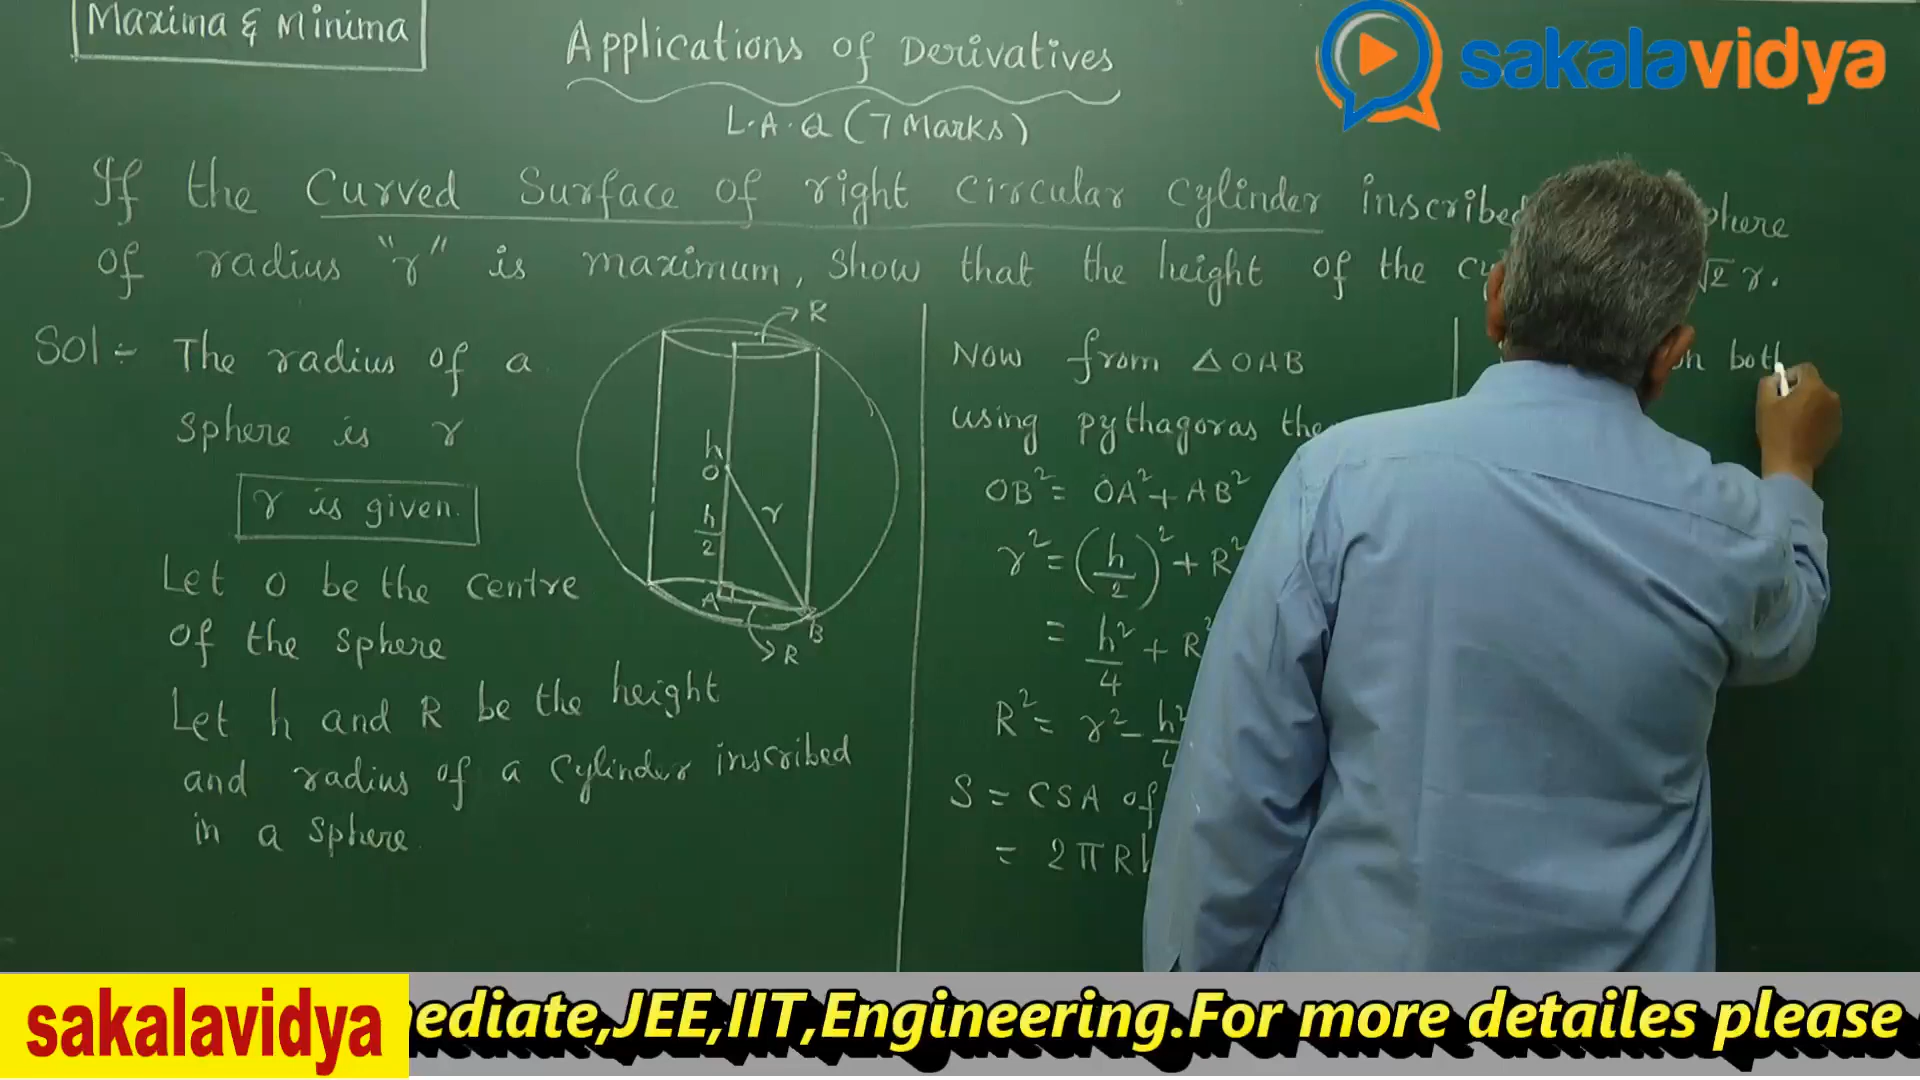 Maxima & Minima
Applications of Derivatives
L.A.Q (7 Marks)
sakalavidya
If the Curved Surface of right Circular Cylinder inscribed
of radius "r" is maximum, show that the height of the √2 r.
Sol:- The radius of a
sphere is r
r is given.
Let O be the centre
of the sphere
Let h and R be the height
and radius of a cylinder inscribed
in a sphere.
R
h
O
r
h/2
A
B
R
Now from △OAB
using pythagoras
OB² = OA² + AB²
r² = (h/2)² + R²
= h²/4 + R²
R² = r² - h²/4
S = CSA of
= 2πRh
on both
sakalavidya
mediate,JEE,IIT,Engineering.For more detailes please